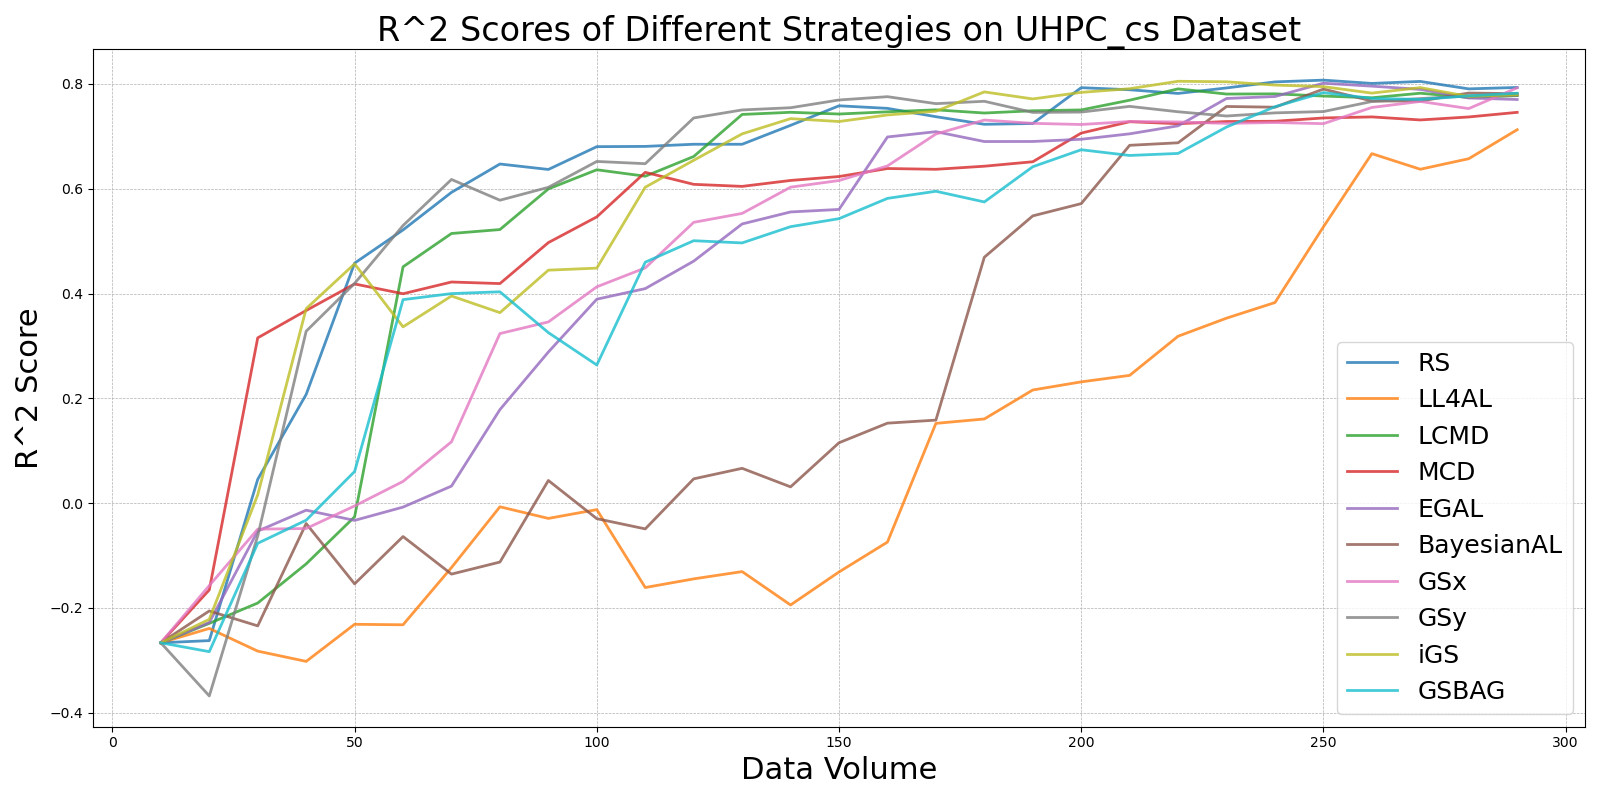 R^2 Scores of Different Strategies on UHPC_cs Dataset
R^2 Score
0.8
0.6
0.4
0.2
0.0
−0.2
−0.4
0 50 100 150 200 250 300
Data Volume
RS
LL4AL
LCMD
MCD
EGAL
BayesianAL
GSx
GSy
iGS
GSBAG